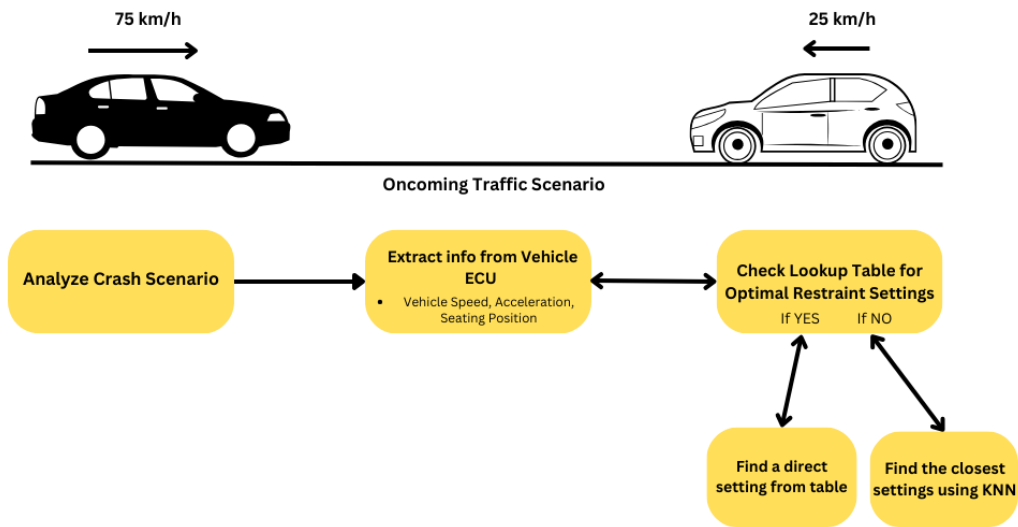 75 km/h
25 km/h
Oncoming Traffic Scenario
Analyze Crash Scenario
Extract info from Vehicle
ECU
• Vehicle Speed, Acceleration,
Seating Position
Check Lookup Table for
Optimal Restraint Settings
If YES If NO
Find a direct
setting from table
Find the closest
settings using KNN